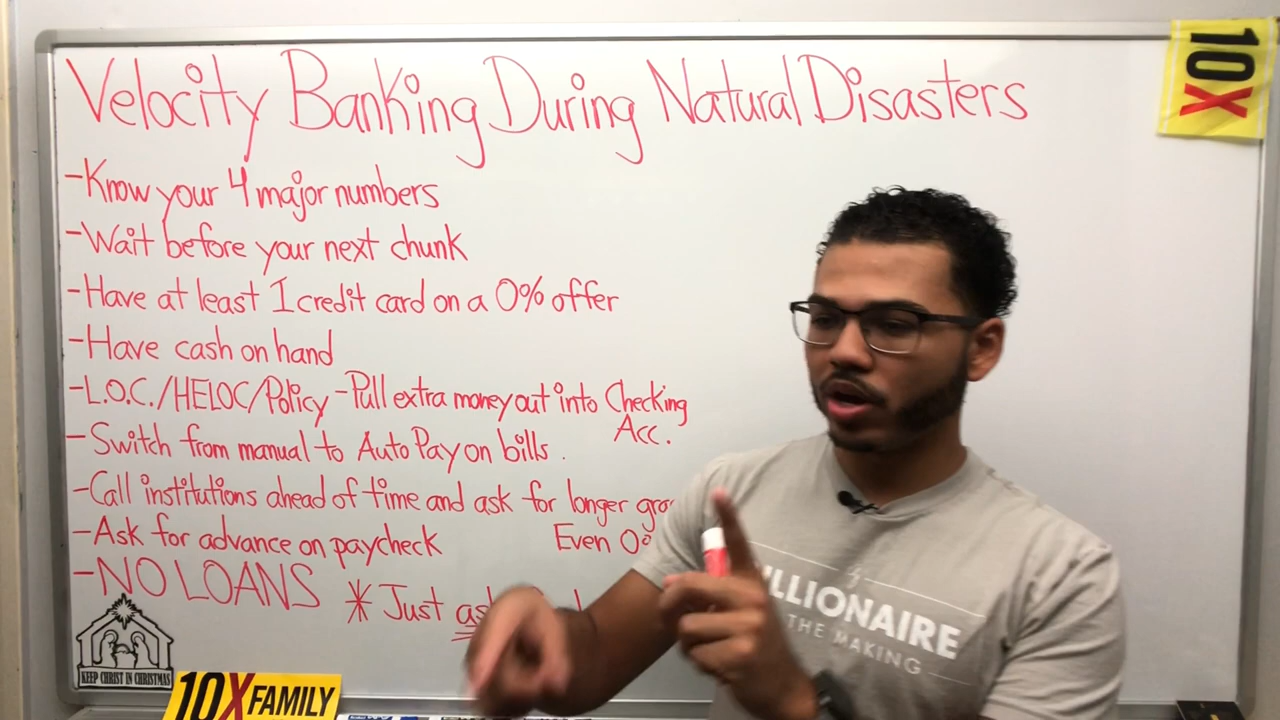 Velocity Banking During Natural Disasters
10X
-Know your 4 major numbers
-Wait before your next chunk
-Have at least 1 credit card on a 0% offer
-Have cash on hand
-L.O.C./HELOC/Policy -Pull extra money out into Checking
Acc.
-Switch from manual to Auto Pay on bills.
-Call institutions ahead of time and ask for longer
-Ask for advance on paycheck
Even 0%
-NO LOANS * Just
KEEP CHRIST IN CHRISTMAS
10X FAMILY
THE MAKING